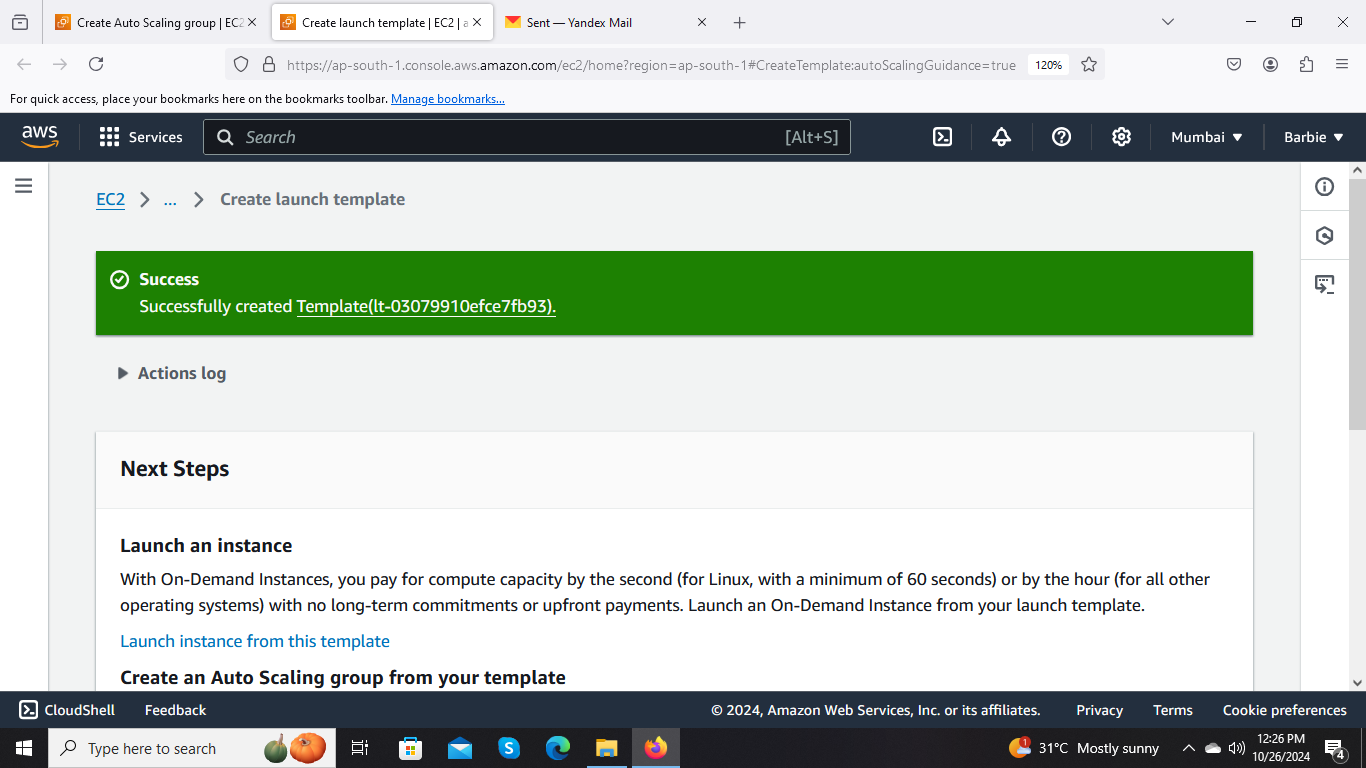 Create Auto Scaling group | EC2
Create launch template | EC2 | a
Sent — Yandex Mail
https://ap-south-1.console.aws.amazon.com/ec2/home?region=ap-south-1#CreateTemplate:autoScalingGuidance=true
120%
For quick access, place your bookmarks here on the bookmarks toolbar. Manage bookmarks...
aws
Services
Search
[Alt+S]
Mumbai
Barbie
EC2
...
Create launch template
Success
Successfully created Template(lt-03079910efce7fb93).
Actions log
Next Steps
Launch an instance
With On-Demand Instances, you pay for compute capacity by the second (for Linux, with a minimum of 60 seconds) or by the hour (for all other
operating systems) with no long-term commitments or upfront payments. Launch an On-Demand Instance from your launch template.
Launch instance from this template
Create an Auto Scaling group from your template
CloudShell
Feedback
© 2024, Amazon Web Services, Inc. or its affiliates.
Privacy
Terms
Cookie preferences
Type here to search
1
31°C Mostly sunny
12:26 PM
10/26/2024
4